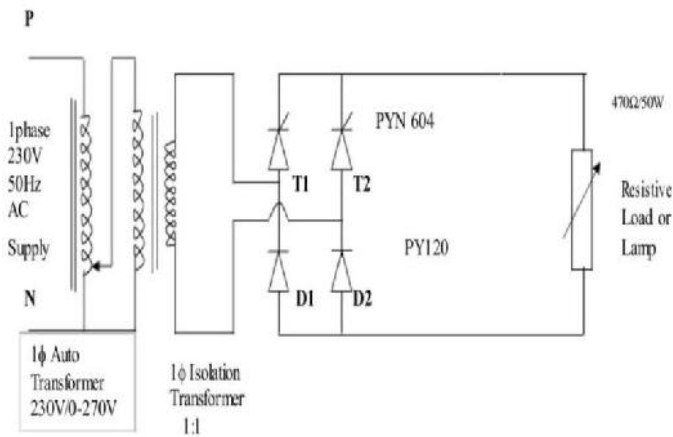 P
1phase
230V
50Hz
AC
Supply
N
1ϕ Auto
Transformer
230V/0-270V
1ϕ Isolation
Transformer
1:1
T1
T2
PYN 604
D1
D2
PY120
470Ω/50W
Resistive
Load or
Lamp